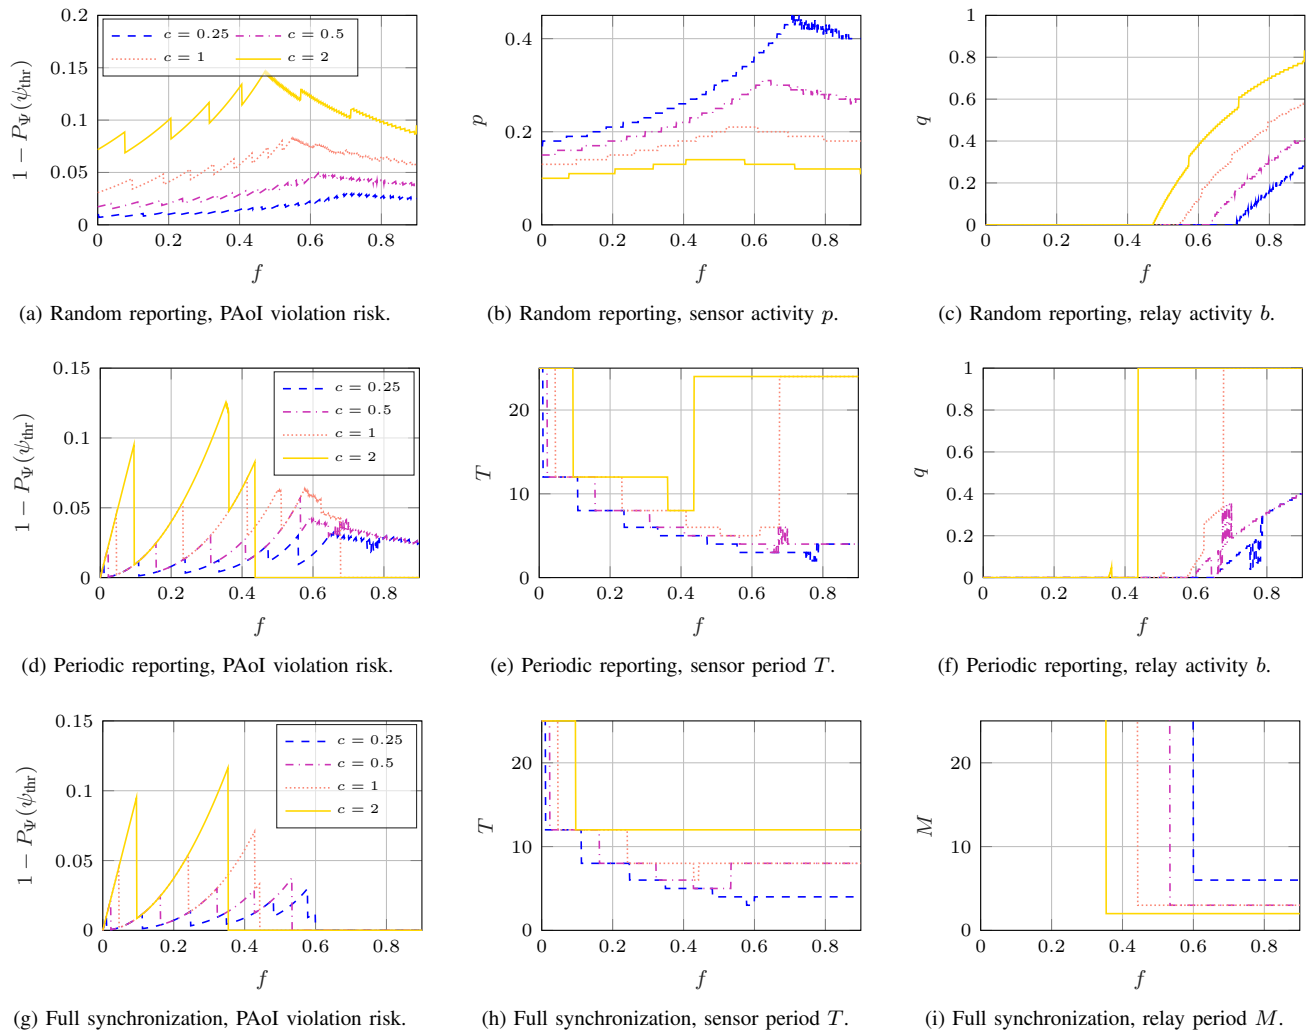 0.2
0.15
0.1
0.05
0
1 − P_Ψ(ψ_thr)
c = 0.25 c = 0.5
c = 1 c = 2
0 0.2 0.4 0.6 0.8
f
(a) Random reporting, PAoI violation risk.
0.4
0.2
0
p
0 0.2 0.4 0.6 0.8
f
(b) Random reporting, sensor activity p.
1
0.8
0.6
0.4
0.2
0
q
0 0.2 0.4 0.6 0.8
f
(c) Random reporting, relay activity b.
0.15
0.1
0.05
0
1 − P_Ψ(ψ_thr)
c = 0.25
c = 0.5
c = 1
c = 2
0 0.2 0.4 0.6 0.8
f
(d) Periodic reporting, PAoI violation risk.
20
10
0
T
0 0.2 0.4 0.6 0.8
f
(e) Periodic reporting, sensor period T.
1
0.8
0.6
0.4
0.2
0
q
0 0.2 0.4 0.6 0.8
f
(f) Periodic reporting, relay activity b.
0.15
0.1
0.05
0
1 − P_Ψ(ψ_thr)
c = 0.25
c = 0.5
c = 1
c = 2
0 0.2 0.4 0.6 0.8
f
(g) Full synchronization, PAoI violation risk.
20
10
0
T
0 0.2 0.4 0.6 0.8
f
(h) Full synchronization, sensor period T.
20
10
0
M
0 0.2 0.4 0.6 0.8
f
(i) Full synchronization, relay period M.